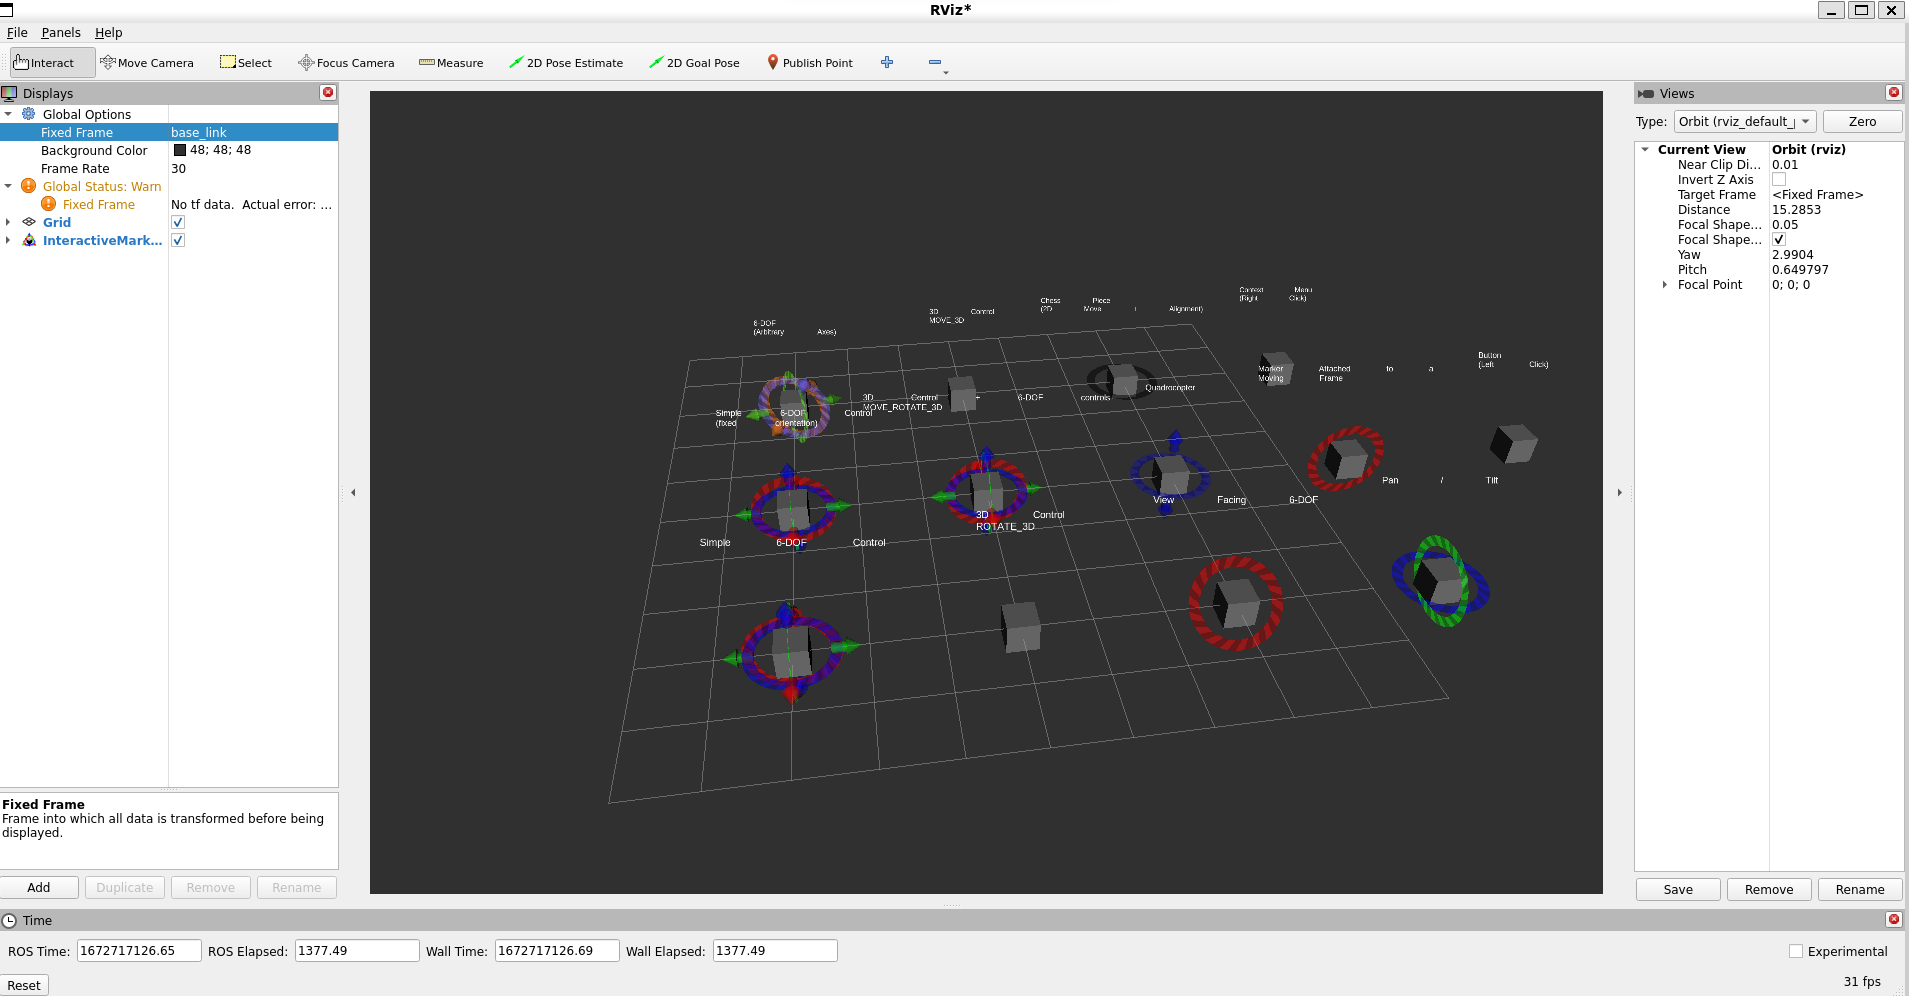 RViz*
File Panels Help
Interact Move Camera Select Focus Camera Measure 2D Pose Estimate 2D Goal Pose Publish Point
Displays
Global Options
Fixed Frame base_link
Background Color 48; 48; 48
Frame Rate 30
Global Status: Warn
Fixed Frame No tf data. Actual error: ...
Grid
InteractiveMark...
Fixed Frame
Frame into which all data is transformed before being
displayed.
Add Duplicate Remove Rename
Context Menu
(Right Click)
Chess Piece
(2D Move + Alignment)
3D Control
MOVE_3D
6-DOF
(Arbitrary Axes)
Button
(Left Click)
Marker Attached to a
Moving Frame
Quadrocopter
3D Control + 6-DOF controls
MOVE_ROTATE_3D
Simple 6-DOF Control
(fixed orientation)
Pan / Tilt
View Facing 6-DOF
3D Control
ROTATE_3D
Simple 6-DOF Control
Views
Type: Orbit (rviz_default_ Zero
Current View Orbit (rviz)
Near Clip Di... 0.01
Invert Z Axis
Target Frame <Fixed Frame>
Distance 15.2853
Focal Shape... 0.05
Focal Shape...
Yaw 2.9904
Pitch 0.649797
Focal Point 0; 0; 0
Save Remove Rename
Time
ROS Time: 1672717126.65 ROS Elapsed: 1377.49 Wall Time: 1672717126.69 Wall Elapsed: 1377.49 Experimental
Reset 31 fps